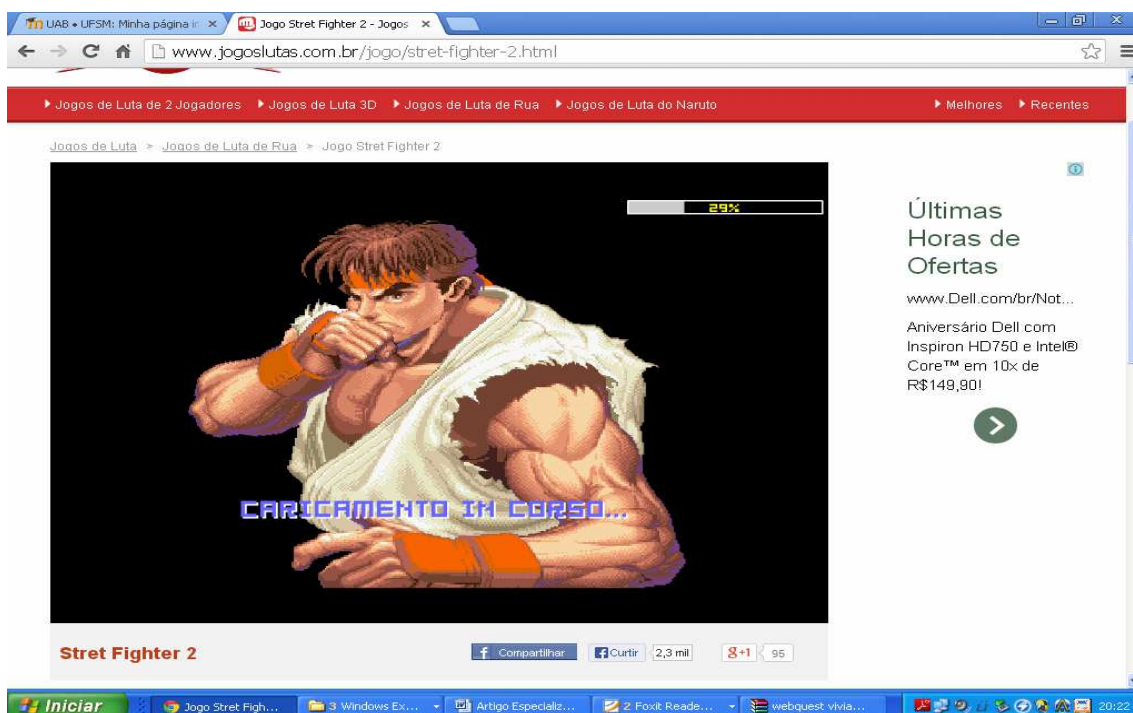 UAB • UFSM: Minha página in
Jogo Stret Fighter 2 - Jogos
www.jogoslutas.com.br/jogo/stret-fighter-2.html
Jogos de Luta de 2 Jogadores
Jogos de Luta 3D
Jogos de Luta de Rua
Jogos de Luta do Naruto
Melhores
Recentes
Jogos de Luta > Jogos de Luta de Rua > Jogo Stret Fighter 2
29%
CARICAMENTO IN CORSO...
Últimas
Horas de
Ofertas
www.Dell.com/br/Not...
Aniversário Dell com
Inspiron HD750 e Intel®
Core™ em 10x de
R$149,90!
Stret Fighter 2
Compartilhar
Curtir
2,3 mil
g+1
95
Iniciar
Jogo Stret Figh...
3 Windows Ex...
Artigo Especializ...
2 Foxit Reade...
webquest vivia...
20:22